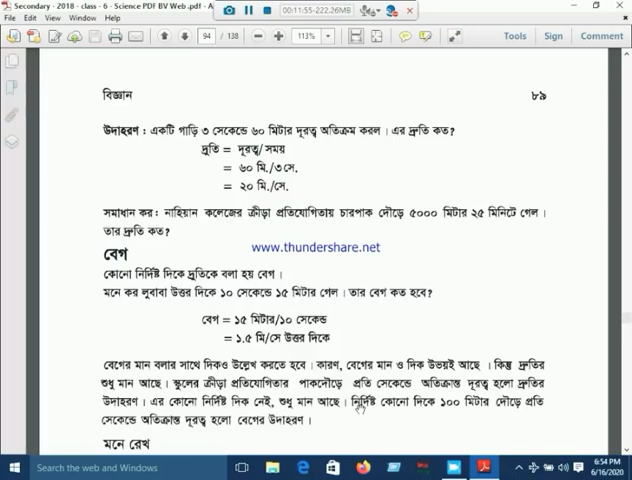 Secondary - 2018 - class - 6 - Science PDF BV Web.pdf - A
00:11:55-222.26MB
File Edit View Window Help
94 / 138
113%
Tools Sign Comment
বিজ্ঞান ৮৯
উদাহরণ : একটি গাড়ি ৩ সেকেন্ডে ৬০ মিটার দূরত্ব অতিক্রম করল। এর দ্রুতি কত?
দ্রুতি = দূরত্ব/সময়
= ৬০ মি./৩সে.
= ২০ মি./সে.
সমাধান কর: নাহিয়ান কলেজের ক্রীড়া প্রতিযোগিতায় চারপাক দৌড়ে ৫০০০ মিটার ২৫ মিনিটে গেল।
তার দ্রুতি কত?
www.thundershare.net
বেগ
কোনো নির্দিষ্ট দিকে দ্রুতিকে বলা হয় বেগ।
মনে কর লুবাবা উত্তর দিকে ১০ সেকেন্ডে ১৫ মিটার গেল। তার বেগ কত হবে?
বেগ = ১৫ মিটার/১০ সেকেন্ড
= ১.৫ মি/সে উত্তর দিকে
বেগের মান বলার সাথে দিকও উল্লেখ করতে হবে। কারণ, বেগের মান ও দিক উভয়ই আছে। কিন্তু দ্রুতির
শুধু মান আছে। স্কুলের ক্রীড়া প্রতিযোগিতার পাকদৌড়ে প্রতি সেকেন্ডে অতিক্রান্ত দূরত্ব হলো দ্রুতির
উদাহরণ। এর কোনো নির্দিষ্ট দিক নেই, শুধু মান আছে। নির্দিষ্ট কোনো দিকে ১০০ মিটার দৌড়ে প্রতি
সেকেন্ডে অতিক্রান্ত দূরত্ব হলো বেগের উদাহরণ।
মনে রেখ
Search the web and Windows
6:54 PM
6/16/2020